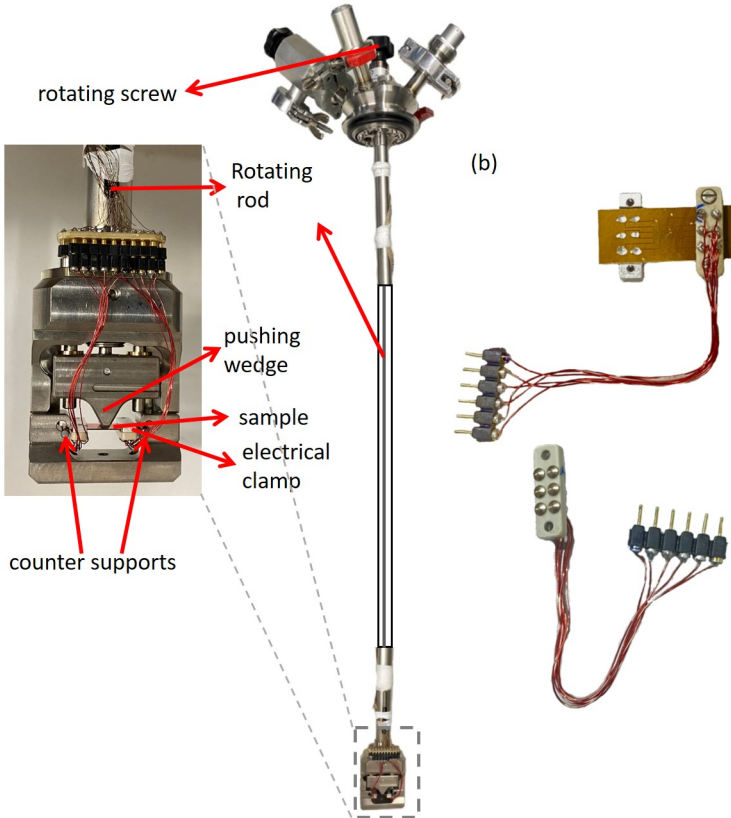 rotating screw
Rotating
rod
(b)
pushing
wedge
sample
electrical
clamp
counter supports